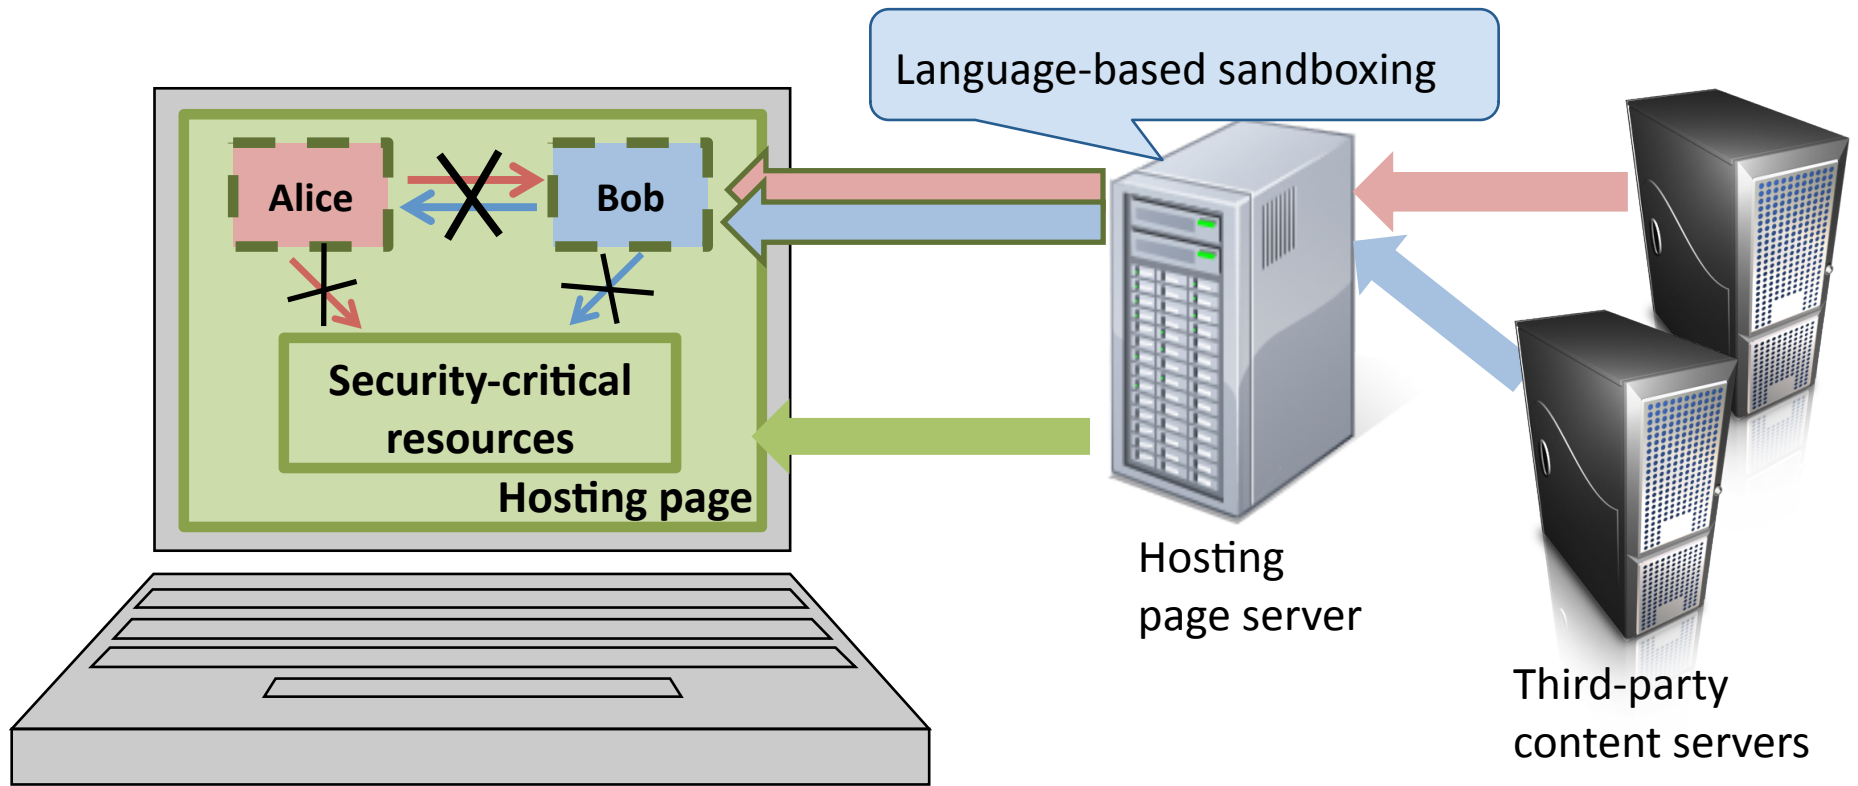 Language-based sandboxing
Alice
Bob
Security-critical
resources
Hosting page
Hosting
page server
Third-party
content servers